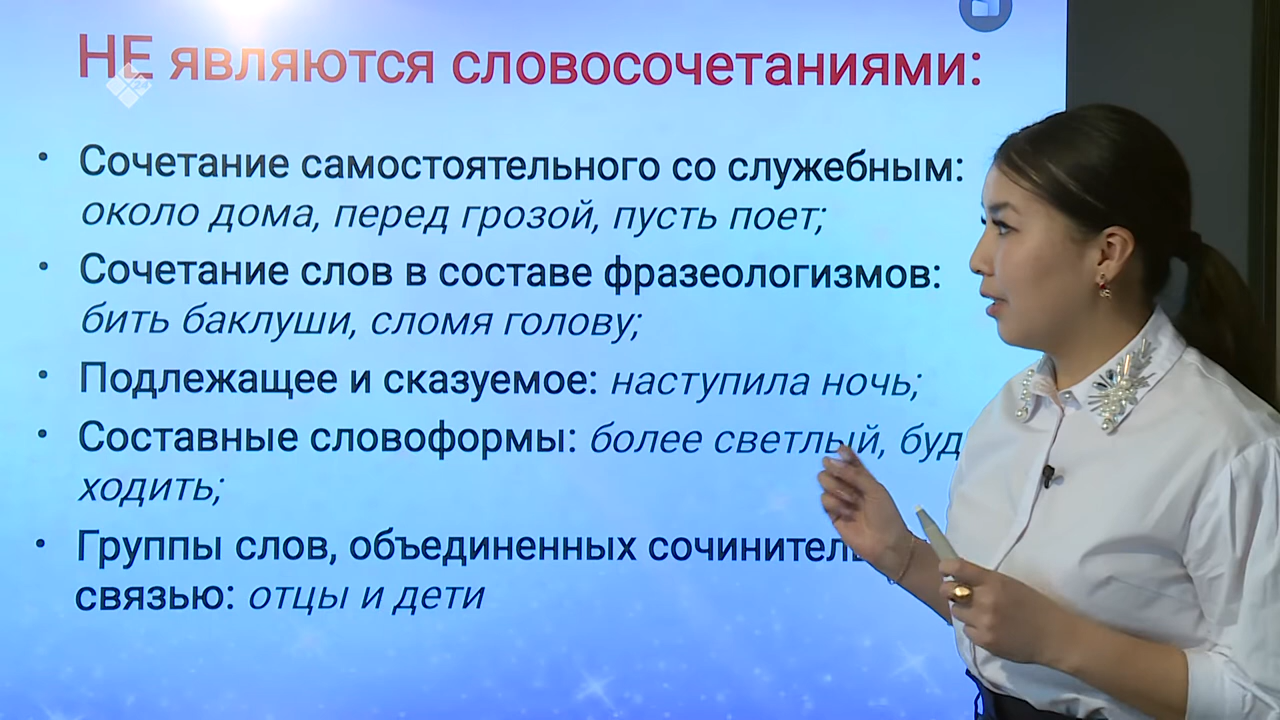 НЕ являются словосочетаниями:
• Сочетание самостоятельного со служебным:
около дома, перед грозой, пусть поет;
• Сочетание слов в составе фразеологизмов:
бить баклуши, сломя голову;
• Подлежащее и сказуемое: наступила ночь;
• Составные словоформы: более светлый,
ходить;
• Группы слов, объединенных
связью: отцы и дети